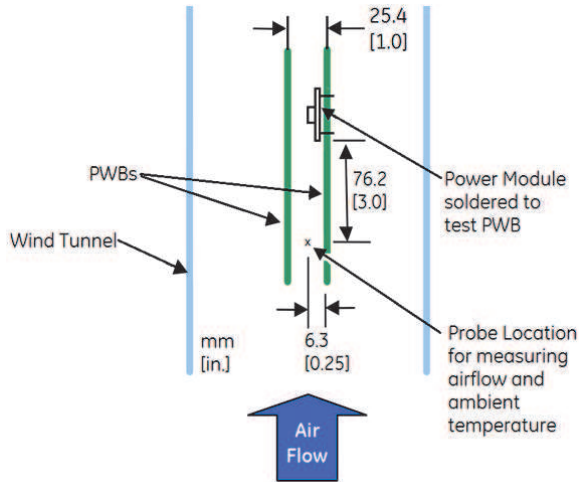 25.4
[1.0]
PWBs
76.2
[3.0]
Power Module
soldered to
test PWB
Wind Tunnel
x
mm
[in.]
6.3
[0.25]
Probe Location
for measuring
airflow and
ambient
temperature
Air
Flow